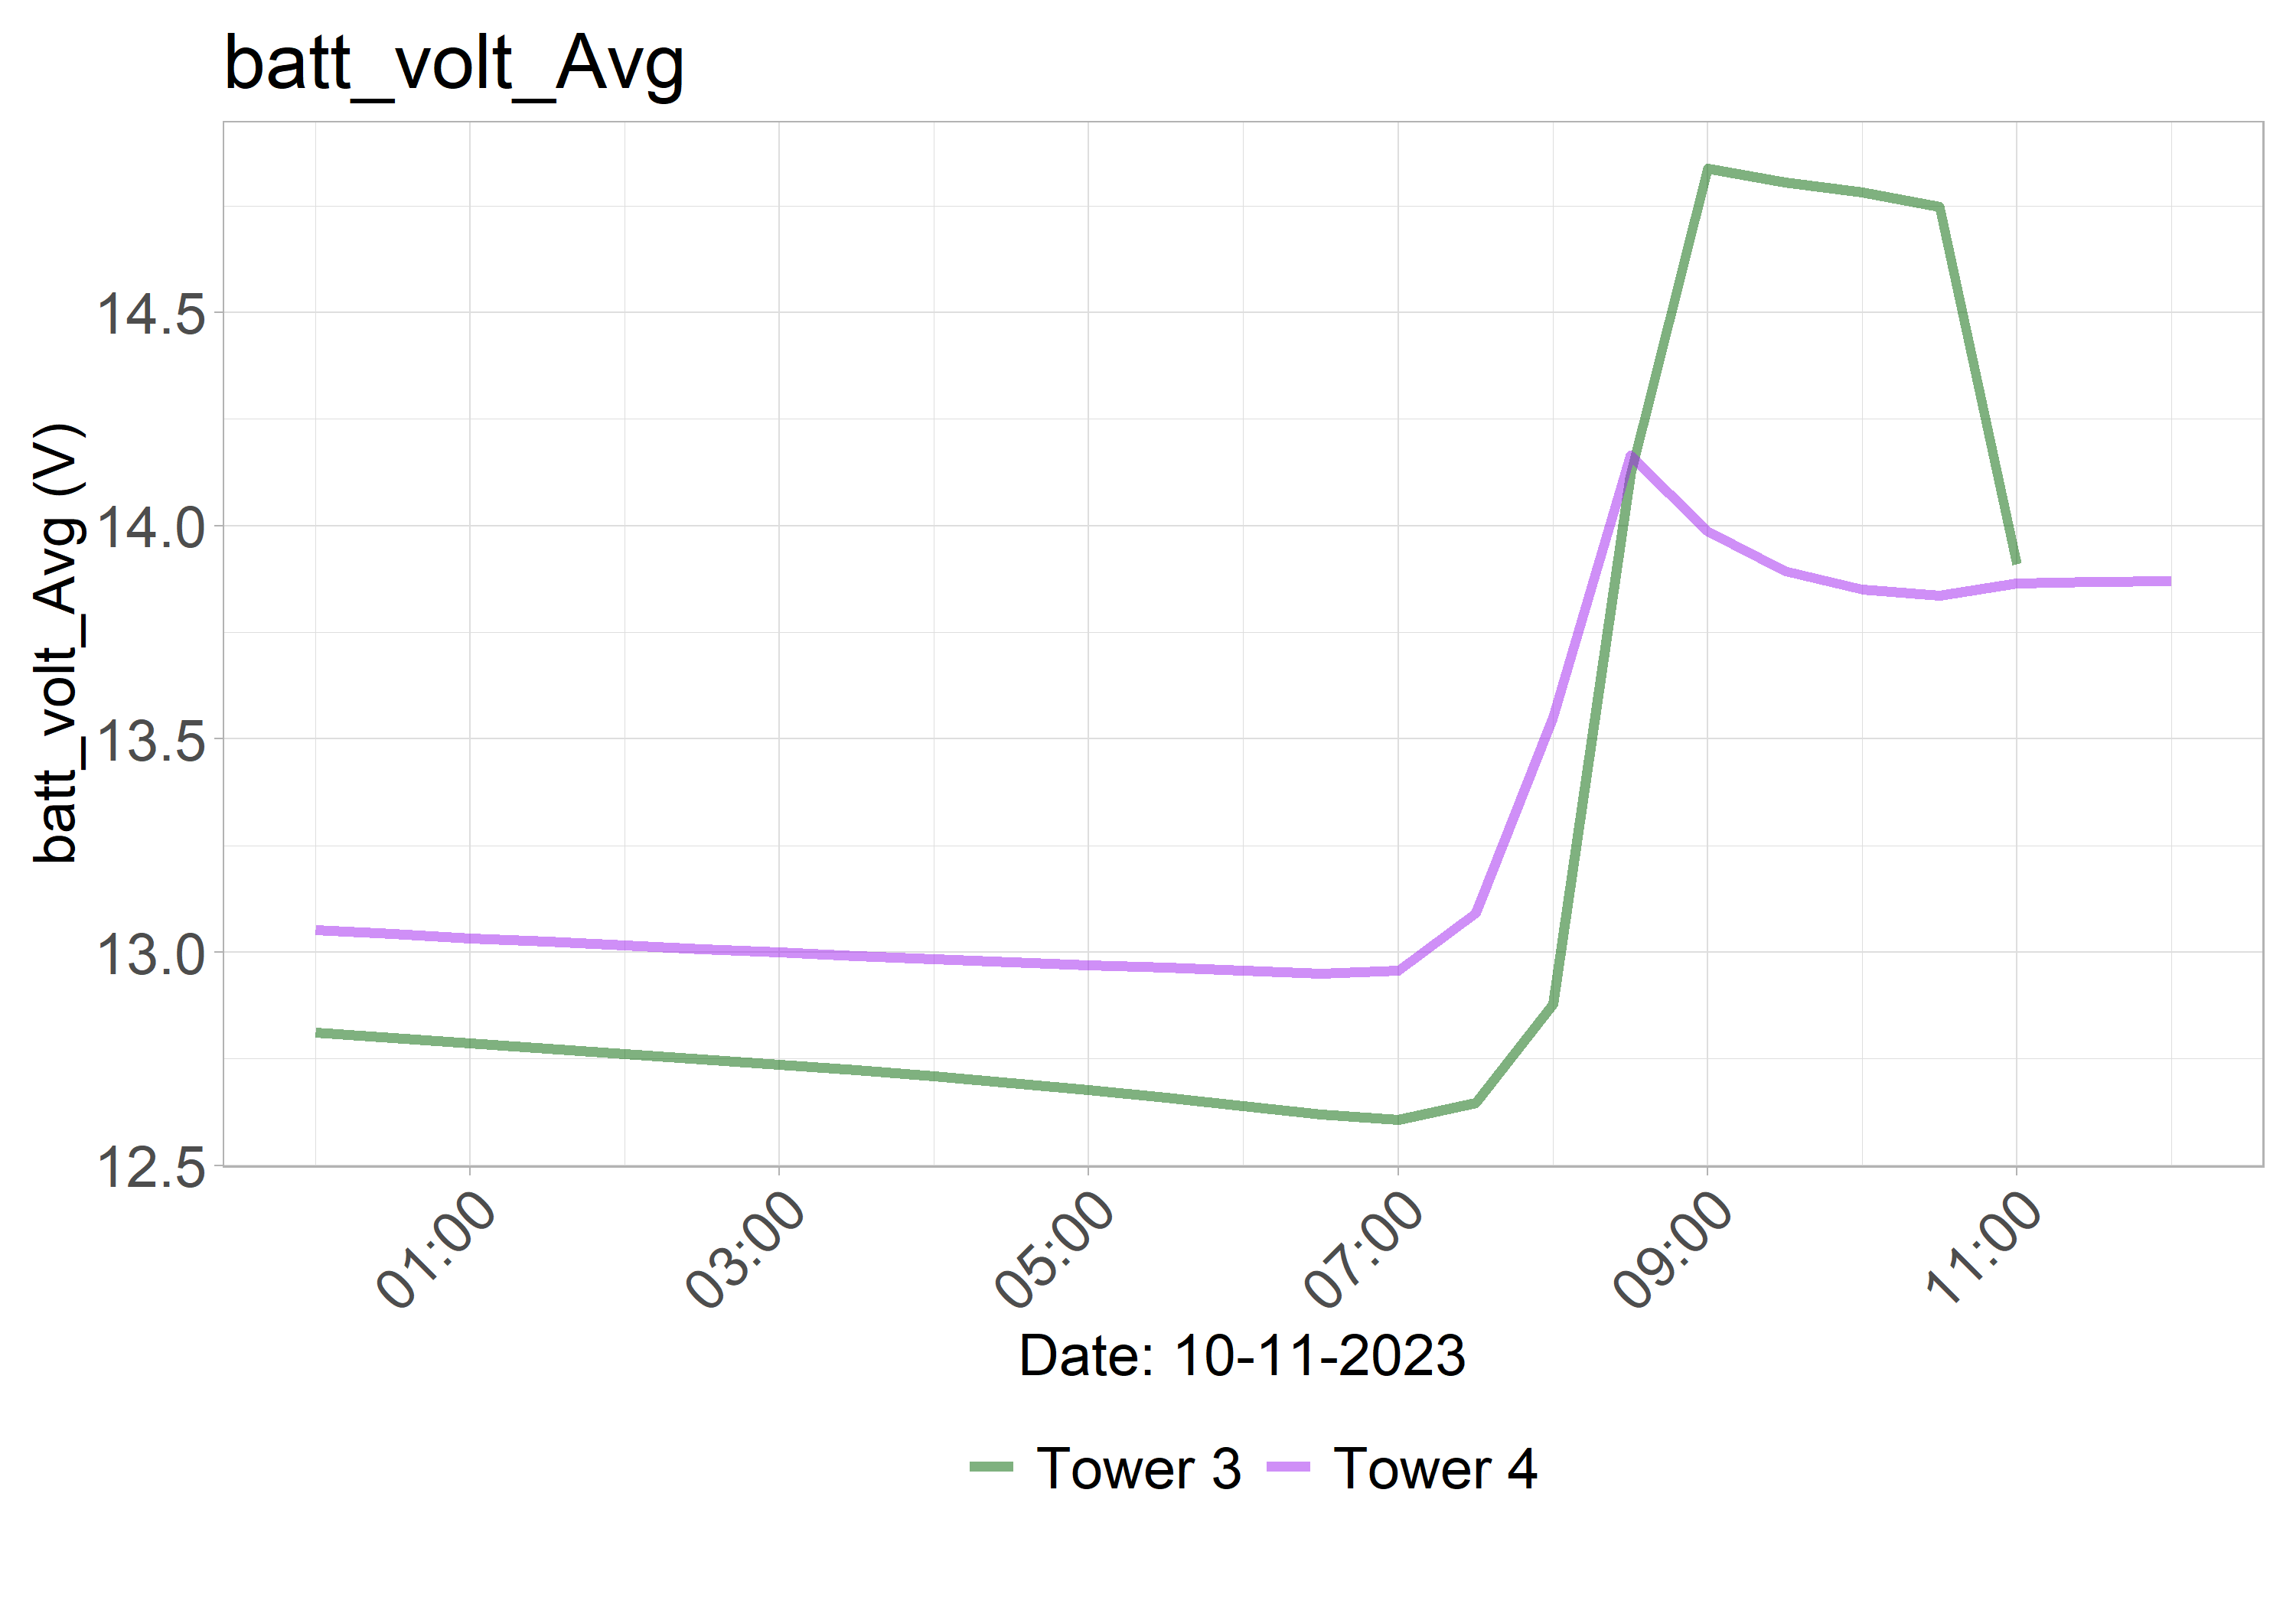 batt_volt_Avg
batt_volt_Avg (V)
14.5
14.0
13.5
13.0
12.5
01:00
03:00
05:00
07:00
09:00
11:00
Date: 10-11-2023
Tower 3
Tower 4